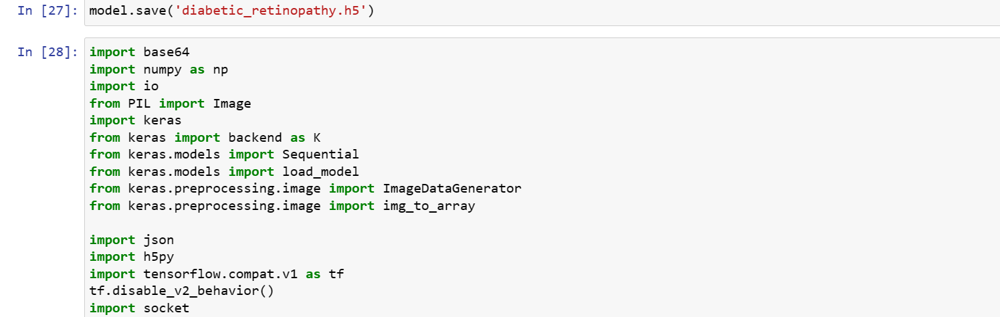 In [27]: model.save('diabetic_retinopathy.h5')
In [28]: import base64
import numpy as np
import io
from PIL import Image
import keras
from keras import backend as K
from keras.models import Sequential
from keras.models import load_model
from keras.preprocessing.image import ImageDataGenerator
from keras.preprocessing.image import img_to_array
import json
import h5py
import tensorflow.compat.v1 as tf
tf.disable_v2_behavior()
import socket